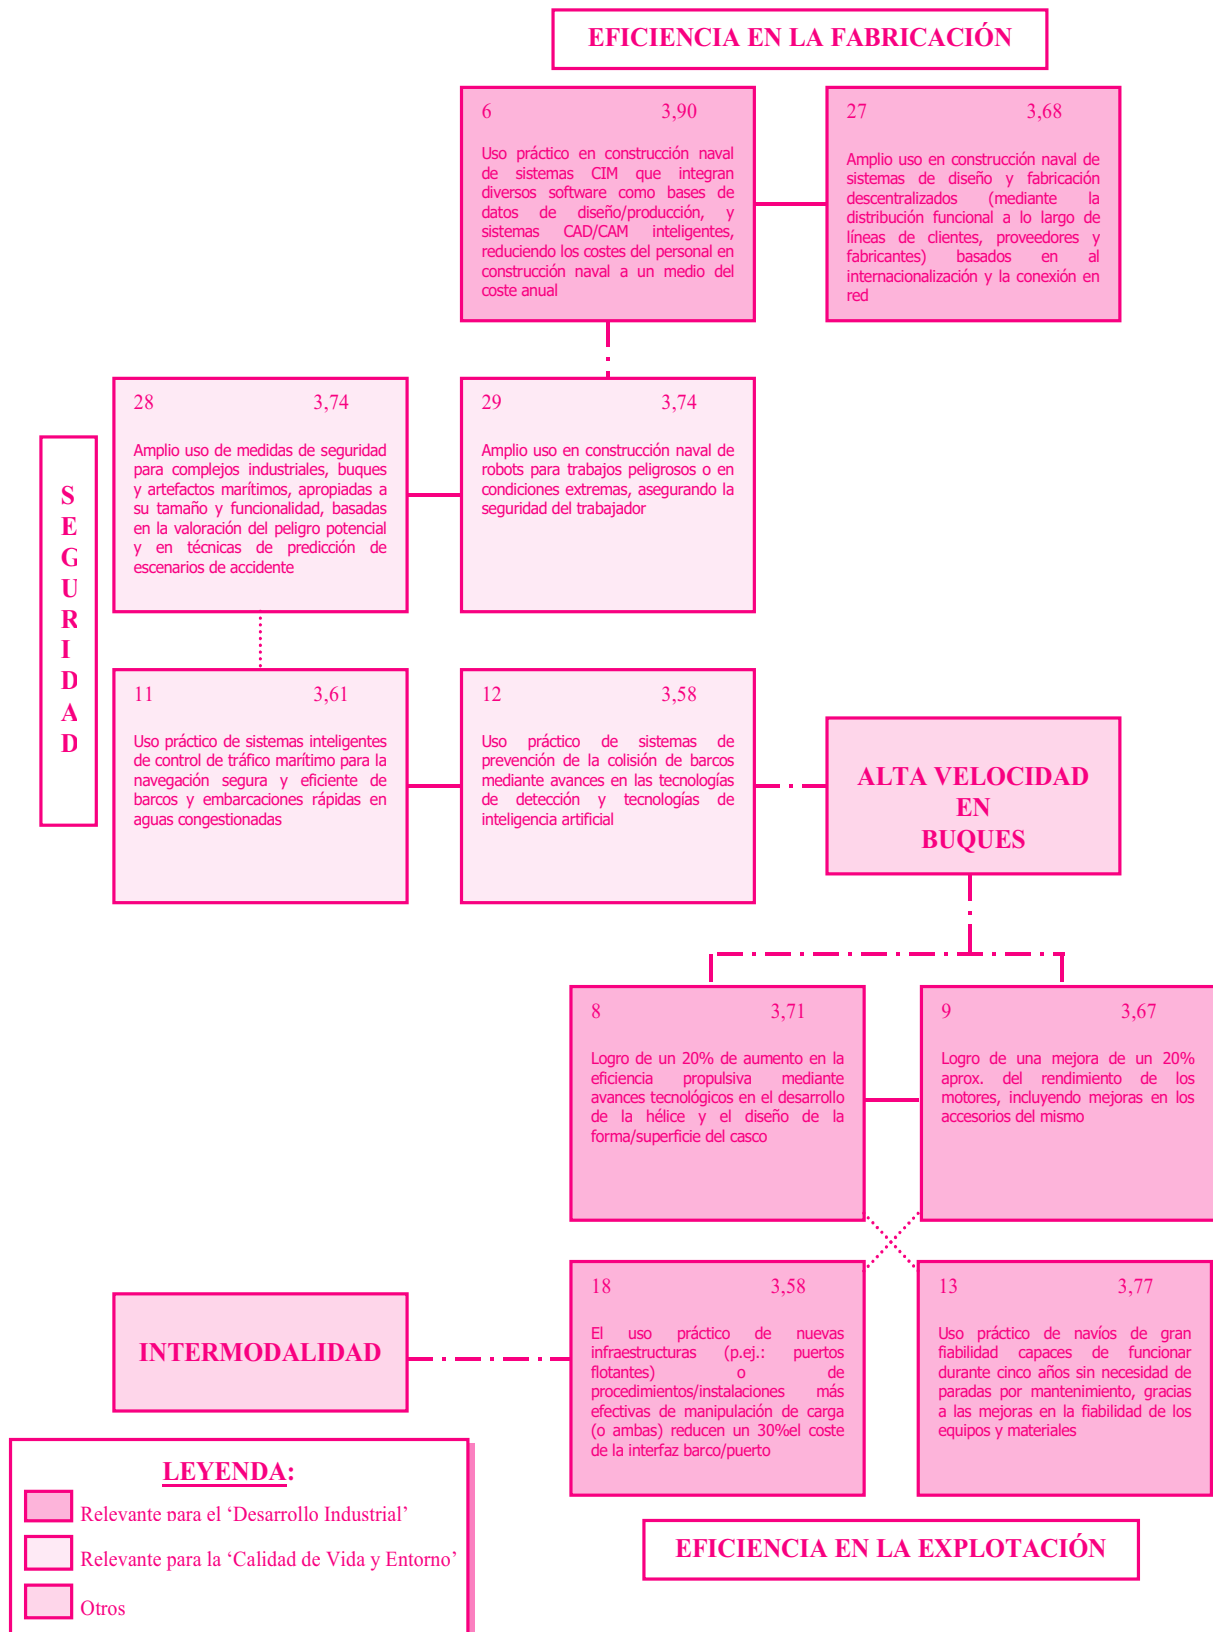 EFICIENCIA EN LA FABRICACIÓN
6 3,90
Uso práctico en construcción naval
de sistemas CIM que integran
diversos software como bases de
datos de diseño/producción, y
sistemas CAD/CAM inteligentes,
reduciendo los costes del personal en
construcción naval a un medio del
coste anual
27 3,68
Amplio uso en construcción naval de
sistemas de diseño y fabricación
descentralizados (mediante la
distribución funcional a lo largo de
líneas de clientes, proveedores y
fabricantes) basados en al
internacionalización y la conexión en
red
SEGURIDAD
28 3,74
Amplio uso de medidas de seguridad
para complejos industriales, buques
y artefactos marítimos, apropiadas a
su tamaño y funcionalidad, basadas
en la valoración del peligro potencial
y en técnicas de predicción de
escenarios de accidente
29 3,74
Amplio uso en construcción naval de
robots para trabajos peligrosos o en
condiciones extremas, asegurando la
seguridad del trabajador
11 3,61
Uso práctico de sistemas inteligentes
de control de tráfico marítimo para la
navegación segura y eficiente de
barcos y embarcaciones rápidas en
aguas congestionadas
12 3,58
Uso práctico de sistemas de
prevención de la colisión de barcos
mediante avances en las tecnologías
de detección y tecnologías de
inteligencia artificial
ALTA VELOCIDAD
EN
BUQUES
8 3,71
Logro de un 20% de aumento en la
eficiencia propulsiva mediante
avances tecnológicos en el desarrollo
de la hélice y el diseño de la
forma/superficie del casco
9 3,67
Logro de una mejora de un 20%
aprox. del rendimiento de los
motores, incluyendo mejoras en los
accesorios del mismo
INTERMODALIDAD
18 3,58
El uso práctico de nuevas
infraestructuras (p.ej.: puertos
flotantes) o de
procedimientos/instalaciones más
efectivas de manipulación de carga
(o ambas) reducen un 30%el coste
de la interfaz barco/puerto
13 3,77
Uso práctico de navíos de gran
fiabilidad capaces de funcionar
durante cinco años sin necesidad de
paradas por mantenimiento, gracias
a las mejoras en la fiabilidad de los
equipos y materiales
LEYENDA:
Relevante para el ‘Desarrollo Industrial’
Relevante para la ‘Calidad de Vida y Entorno’
Otros
EFICIENCIA EN LA EXPLOTACIÓN